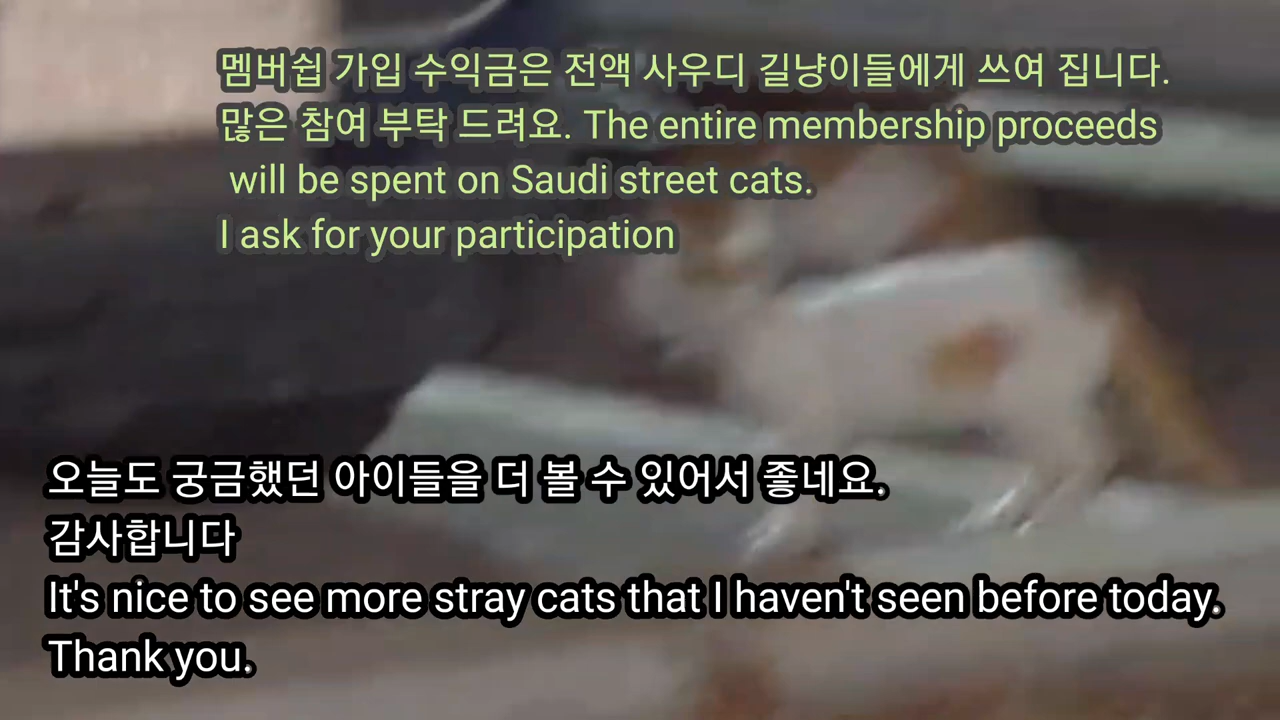 멤버쉽 가입 수익금은 전액 사우디 길냥이들에게 쓰여 집니다.
많은 참여 부탁 드려요. The entire membership proceeds
will be spent on Saudi street cats.
I ask for your participation
오늘도 궁금했던 아이들을 더 볼 수 있어서 좋네요.
감사합니다
It's nice to see more stray cats that I haven't seen before today.
Thank you.